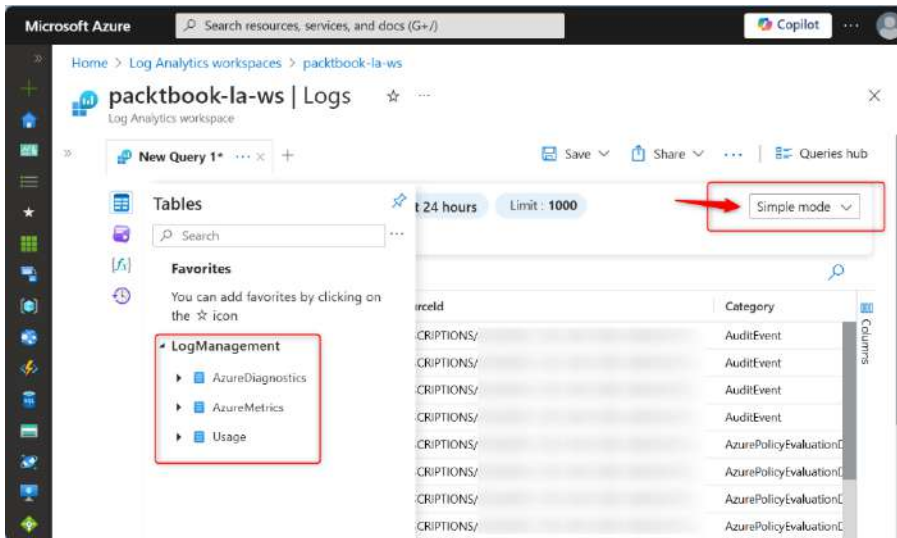 Microsoft Azure
Search resources, services, and docs (G+/)
Copilot
Home > Log Analytics workspaces > packtbook-la-ws
packtbook-la-ws | Logs
Log Analytics workspace
New Query 1*
Save
Share
Queries hub
Tables
t 24 hours
Limit : 1000
Simple mode
Search
Favorites
You can add favorites by clicking on
the ☆ icon
LogManagement
AzureDiagnostics
AzureMetrics
Usage
rceId
Category
Columns
CRIPTIONS/
AuditEvent
CRIPTIONS/
AuditEvent
CRIPTIONS/
AuditEvent
CRIPTIONS/
AuditEvent
CRIPTIONS/
AzurePolicyEvaluationD
CRIPTIONS/
AzurePolicyEvaluationD
CRIPTIONS/
AzurePolicyEvaluationD
CRIPTIONS/
AzurePolicyEvaluationD